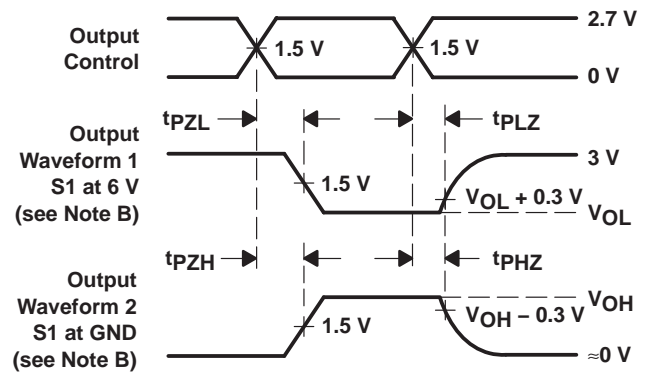 Output
Control
2.7 V
1.5 V
1.5 V
0 V
tPZL
tPLZ
Output
Waveform 1
S1 at 6 V
(see Note B)
3 V
1.5 V
VOL + 0.3 V
VOL
tPZH
tPHZ
Output
Waveform 2
S1 at GND
(see Note B)
VOH
VOH − 0.3 V
1.5 V
≈0 V